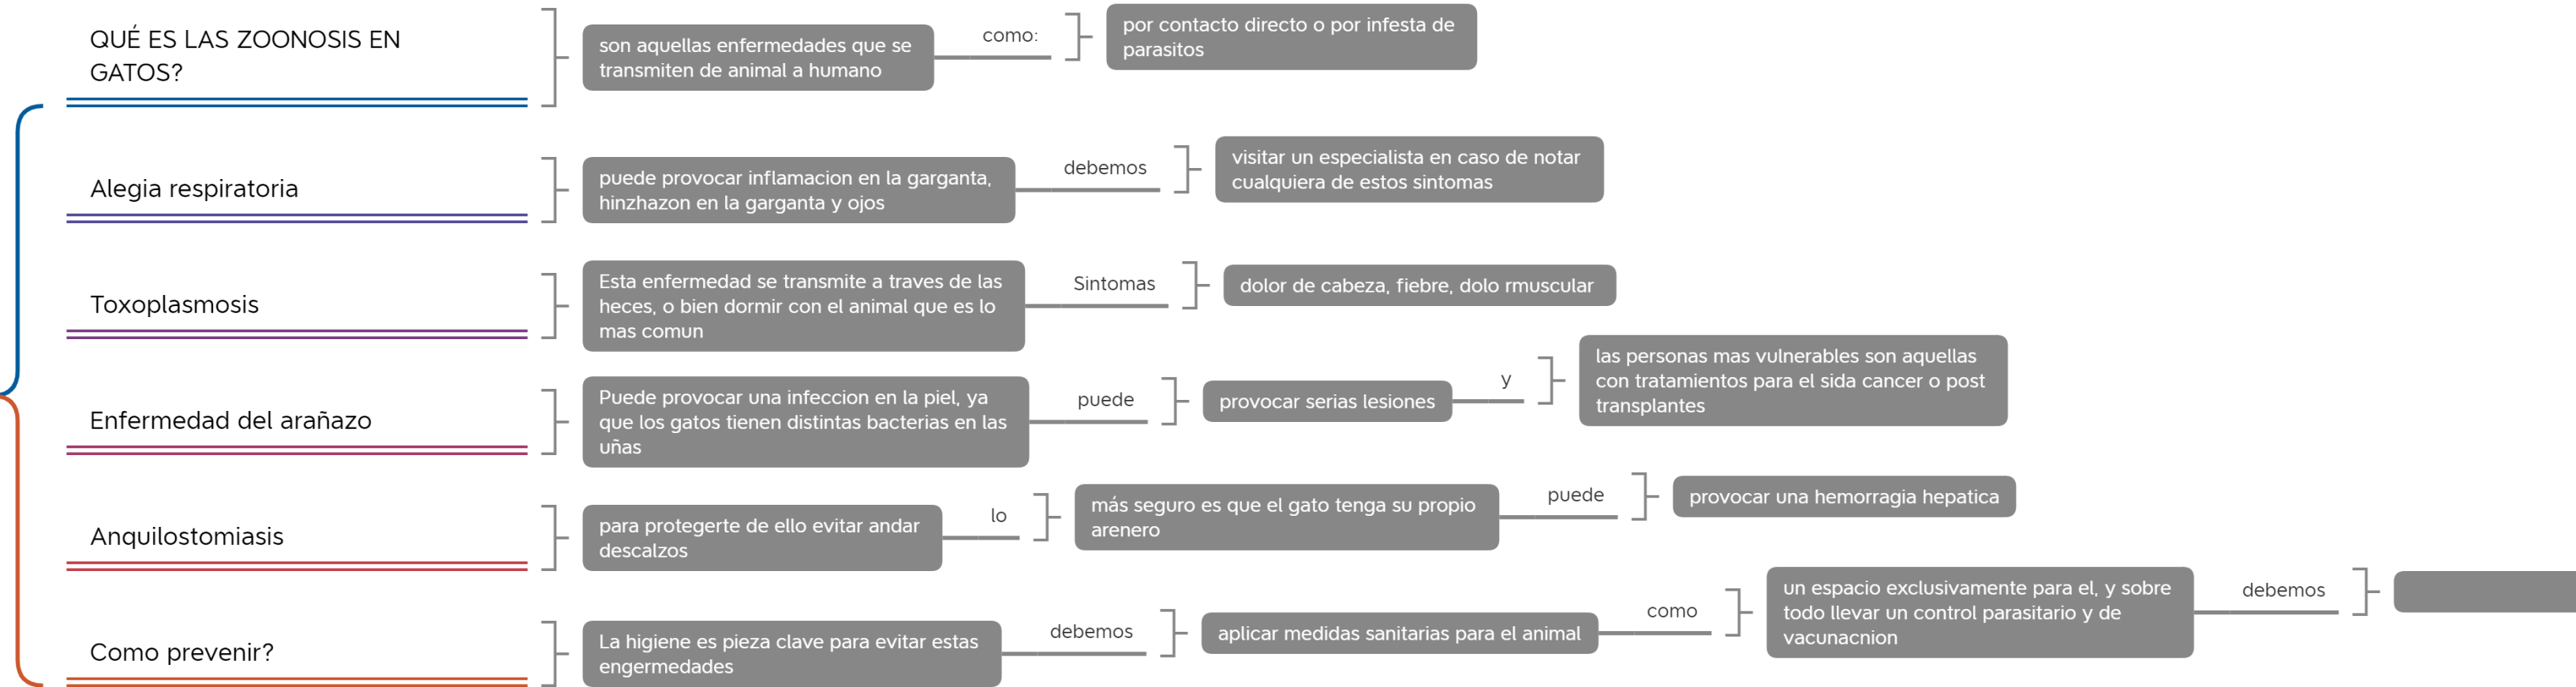 QUÉ ES LAS ZOONOSIS EN
GATOS?
son aquellas enfermedades que se
transmiten de animal a humano
como:
por contacto directo o por infesta de
parasitos
Alegia respiratoria
puede provocar inflamacion en la garganta,
hinzhazon en la garganta y ojos
debemos
visitar un especialista en caso de notar
cualquiera de estos sintomas
Toxoplasmosis
Esta enfermedad se transmite a traves de las
heces, o bien dormir con el animal que es lo
mas comun
Sintomas
dolor de cabeza, fiebre, dolo rmuscular
Enfermedad del arañazo
Puede provocar una infeccion en la piel, ya
que los gatos tienen distintas bacterias en las
uñas
puede
provocar serias lesiones
y
las personas mas vulnerables son aquellas
con tratamientos para el sida cancer o post
transplantes
Anquilostomiasis
para protegerte de ello evitar andar
descalzos
lo
más seguro es que el gato tenga su propio
arenero
puede
provocar una hemorragia hepatica
Como prevenir?
La higiene es pieza clave para evitar estas
engermedades
debemos
aplicar medidas sanitarias para el animal
como
un espacio exclusivamente para el, y sobre
todo llevar un control parasitario y de
vacunacnion
debemos